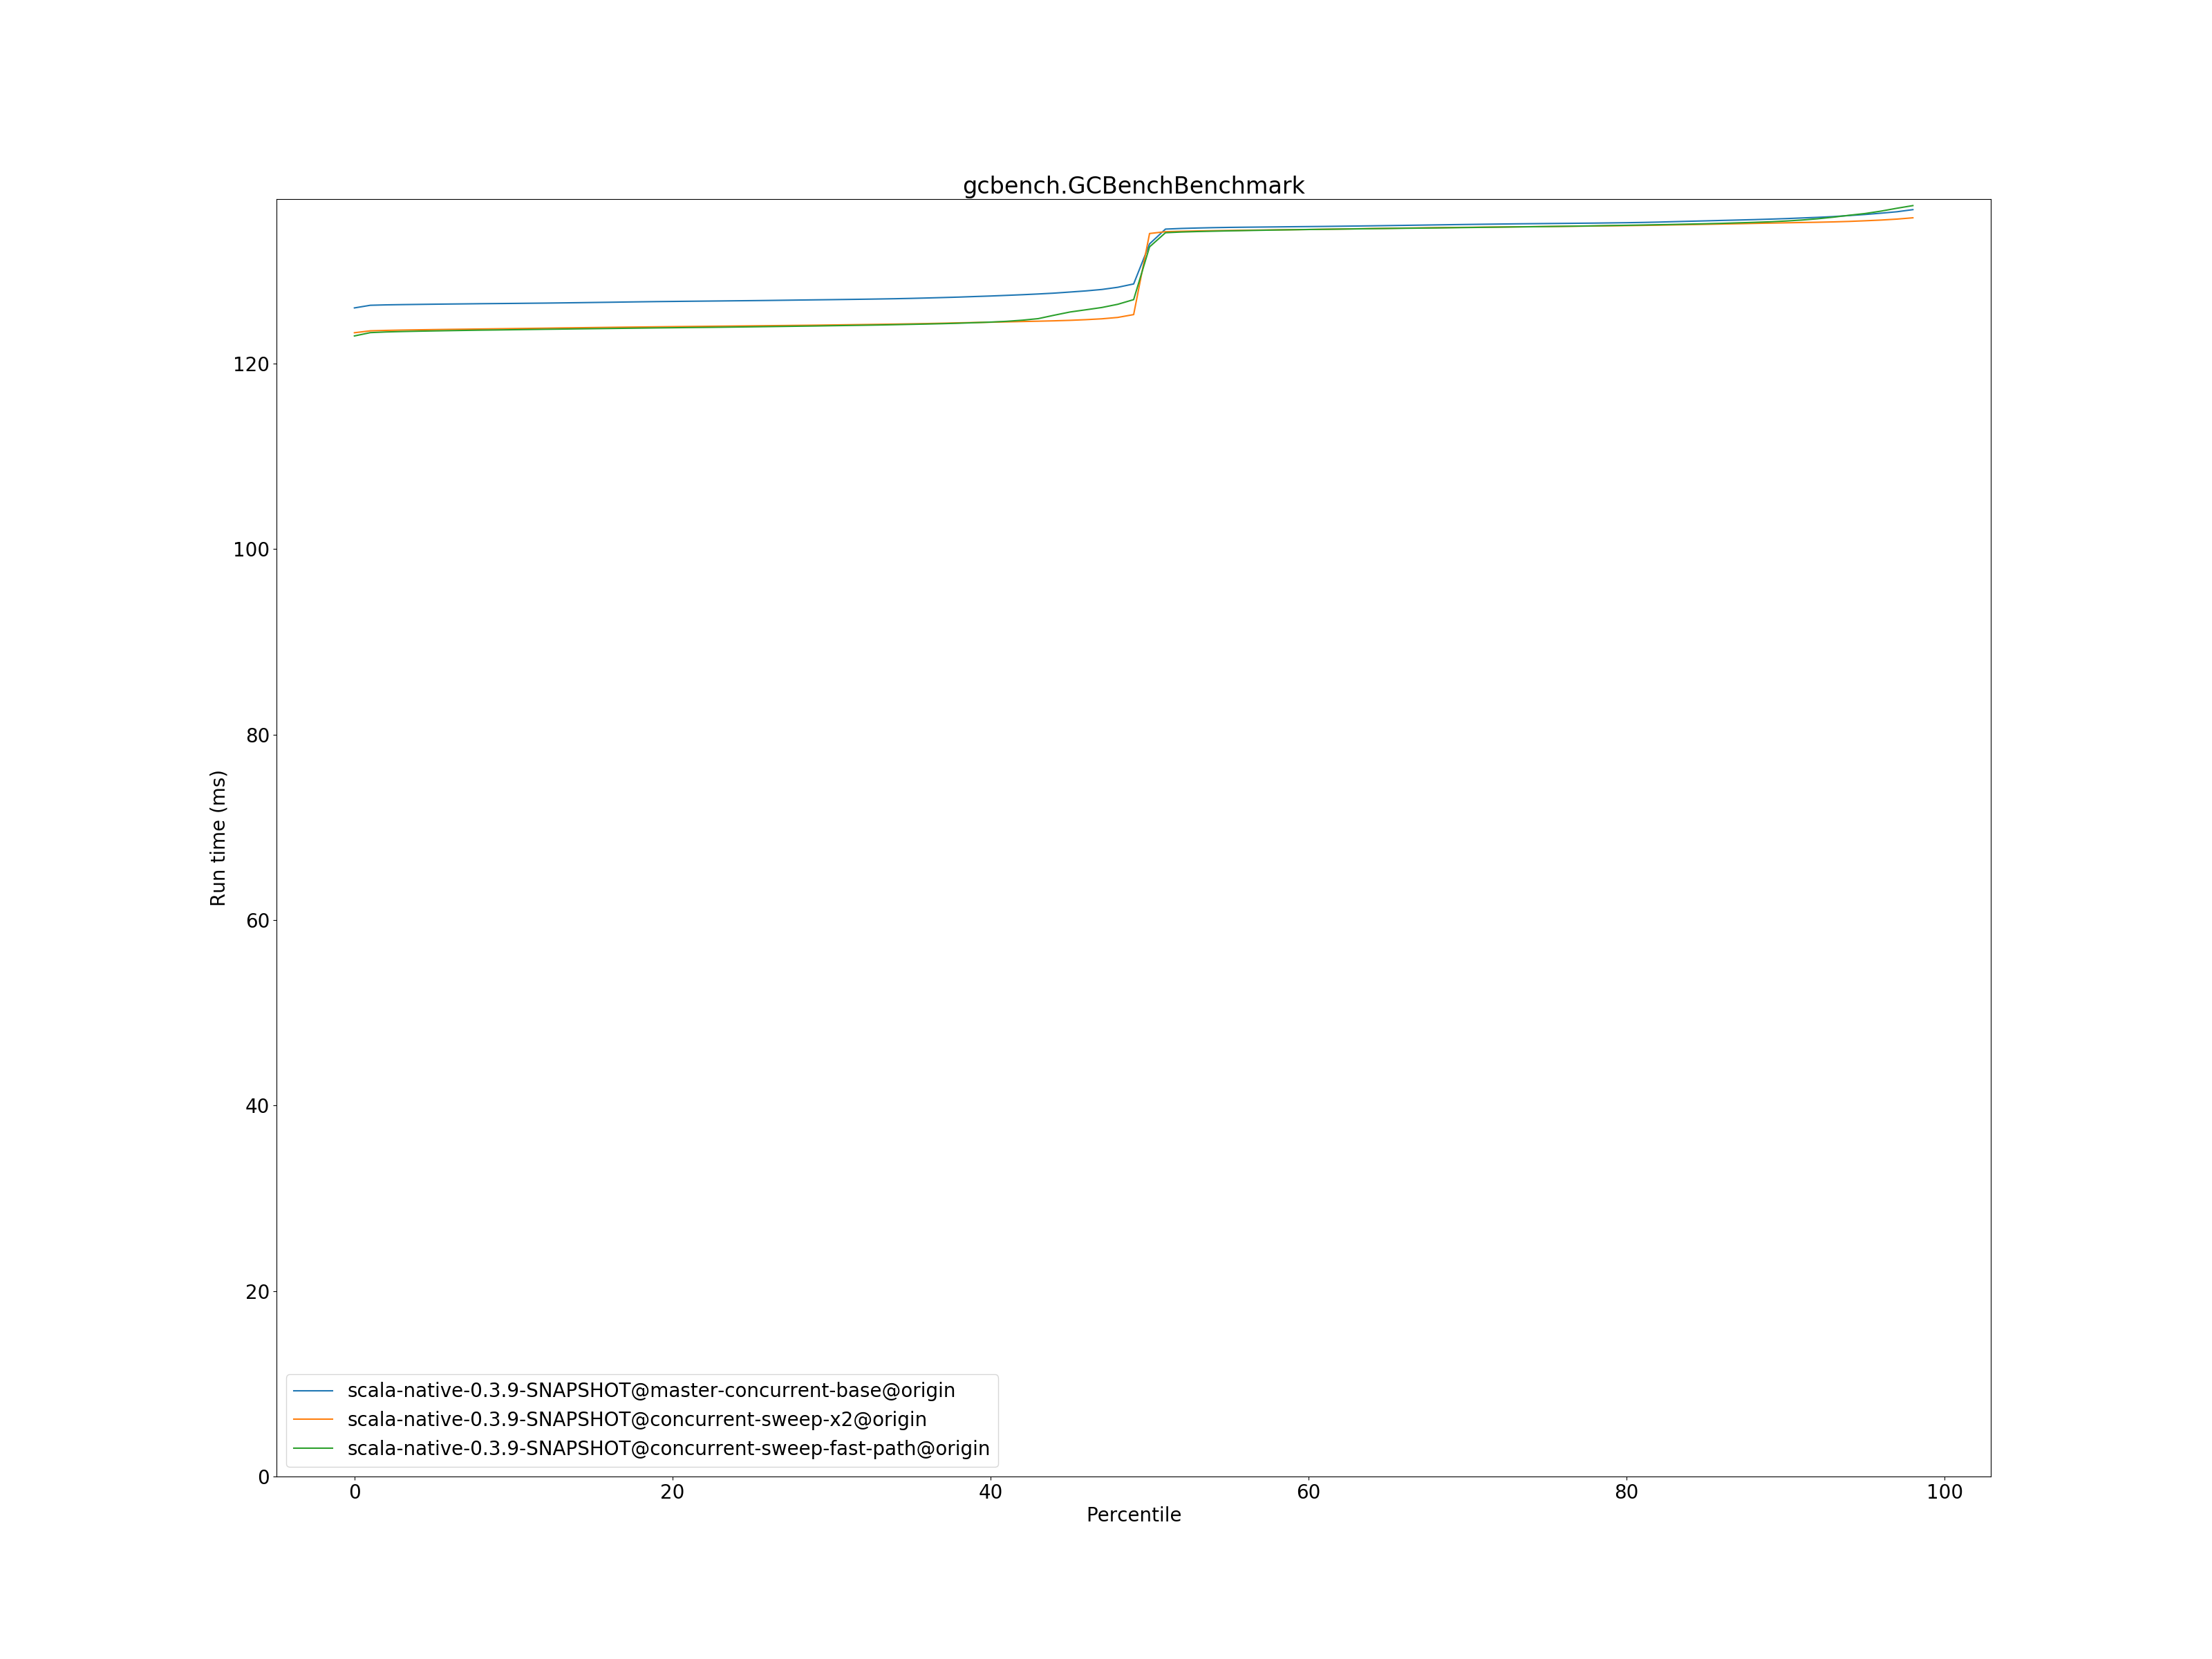 gcbench.GCBenchBenchmark
Run time (ms)
120
100
80
60
40
20
0
scala-native-0.3.9-SNAPSHOT@master-concurrent-base@origin
scala-native-0.3.9-SNAPSHOT@concurrent-sweep-x2@origin
scala-native-0.3.9-SNAPSHOT@concurrent-sweep-fast-path@origin
0 20 40 60 80 100
Percentile